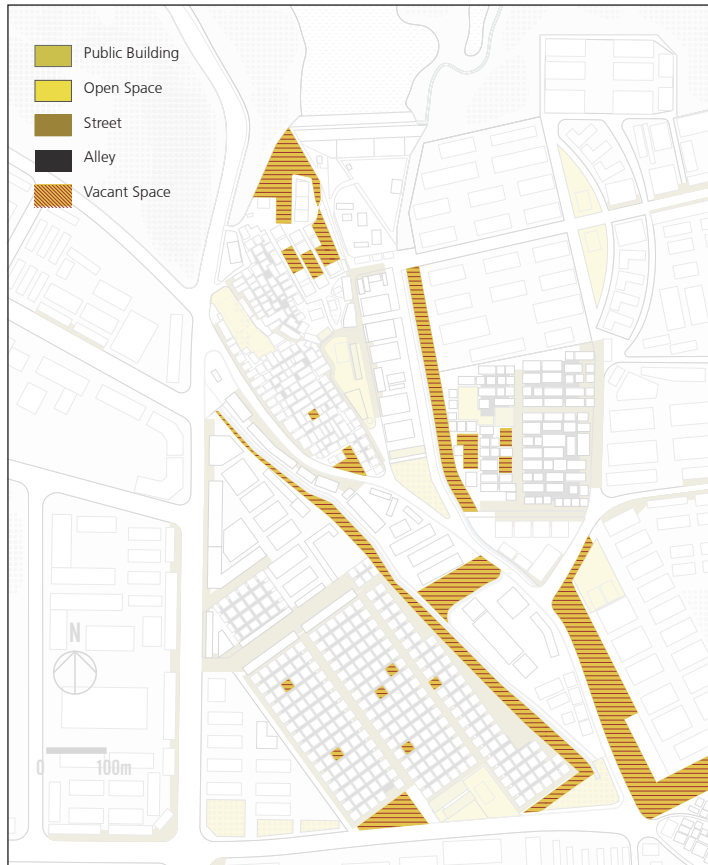 Public Building
Open Space
Street
Alley
Vacant Space
N
0 100m